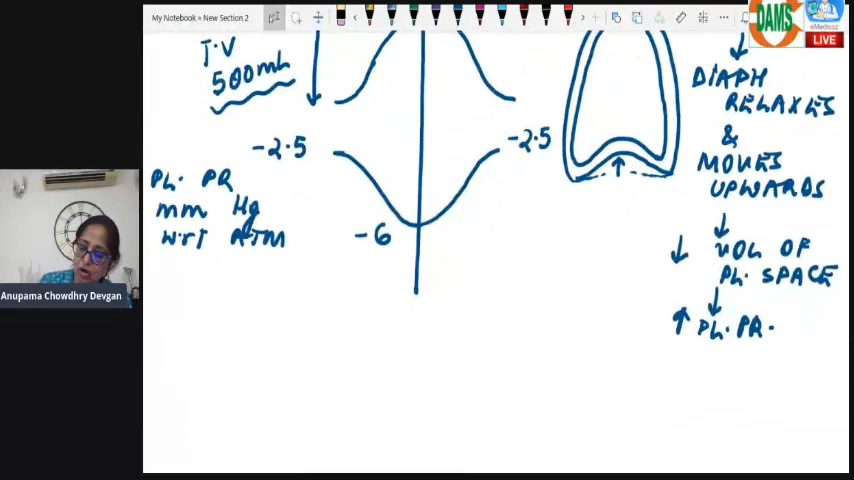 My Notebook » New Section 2
DAMS
eMedicoz
LIVE
T.V
500ml
-2.5
-2.5
PL. PR
mm Hg
w.r.t ATM
-6
DIAPH
RELAXES
&
MOVES
UPWARDS
↓ VOL OF
PL. SPACE
↑ PL. PR.
Anupama Chowdhry Devgan